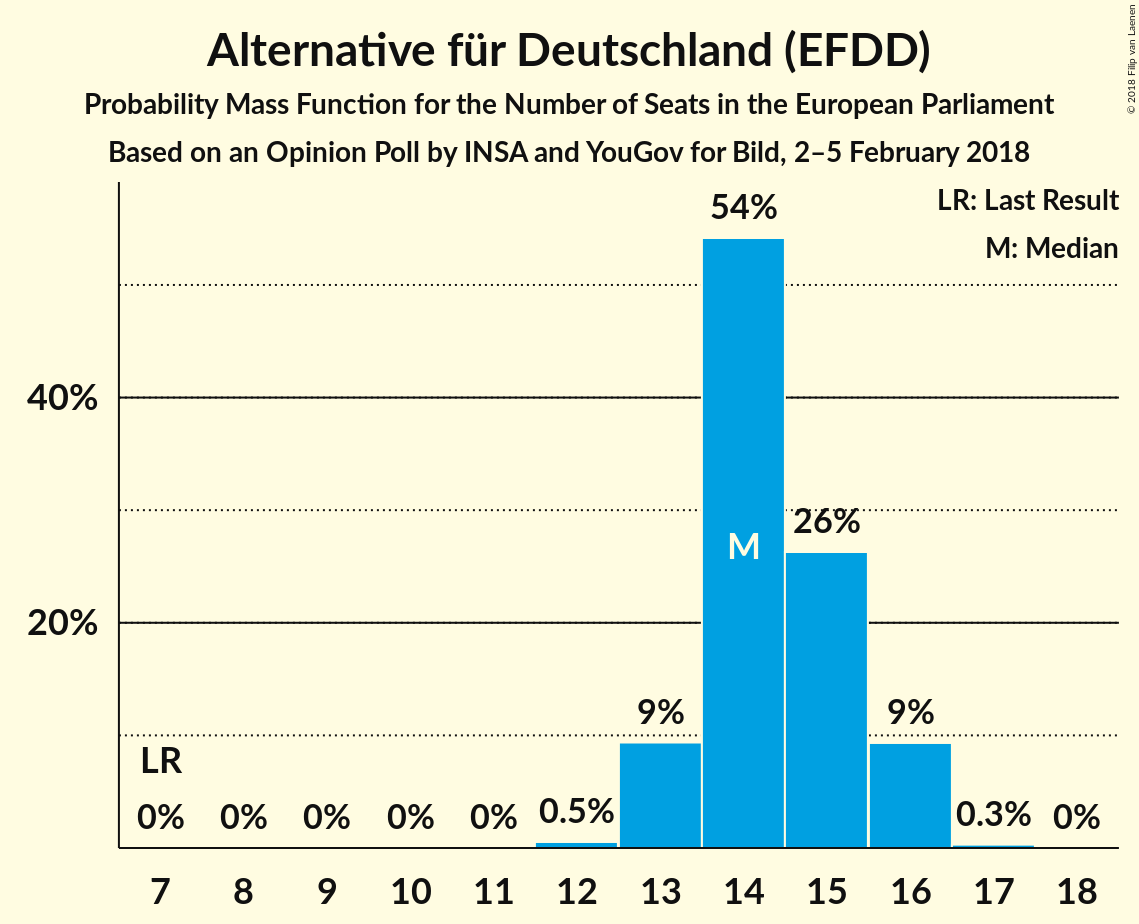 Alternative für Deutschland (EFDD)
Probability Mass Function for the Number of Seats in the European Parliament
Based on an Opinion Poll by INSA and YouGov for Bild, 2–5 February 2018
© 2018 Filip van Laenen
LR: Last Result
M: Median
54%
40%
26%
M
20%
9%
9%
LR
0% 0% 0% 0% 0% 0.5% 0.3% 0%
7 8 9 10 11 12 13 14 15 16 17 18